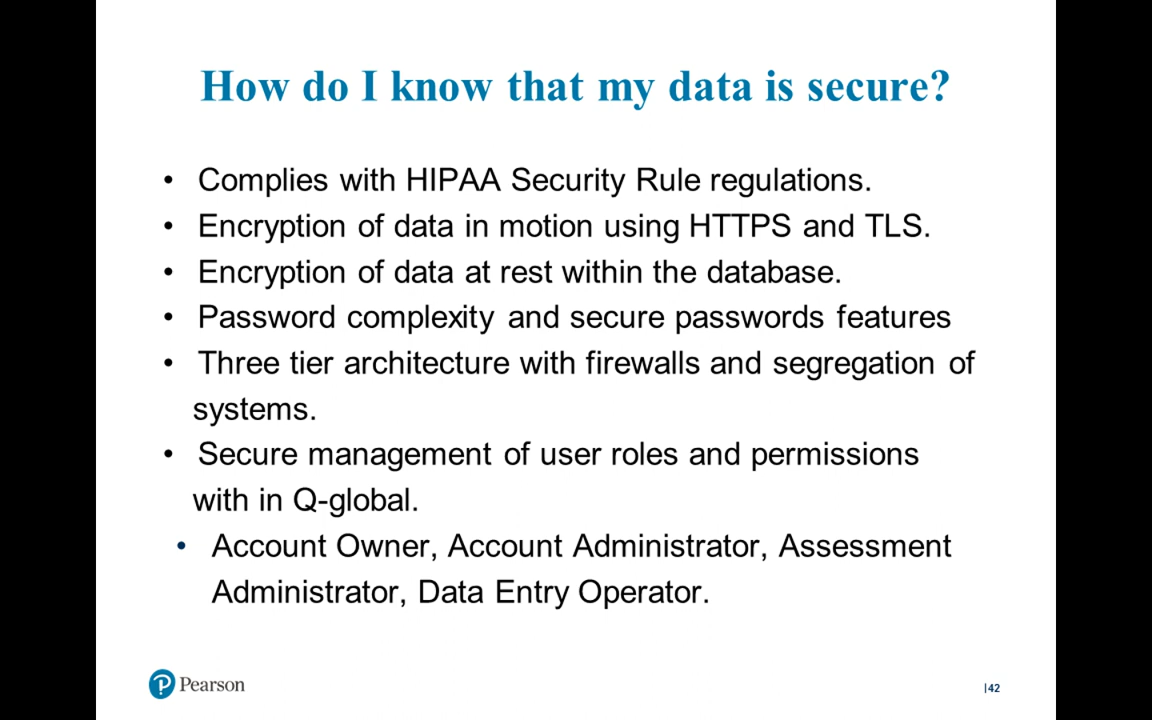 How do I know that my data is secure?
• Complies with HIPAA Security Rule regulations.
• Encryption of data in motion using HTTPS and TLS.
• Encryption of data at rest within the database.
• Password complexity and secure passwords features
• Three tier architecture with firewalls and segregation of
systems.
• Secure management of user roles and permissions
with in Q-global.
• Account Owner, Account Administrator, Assessment
Administrator, Data Entry Operator.
P Pearson
|42